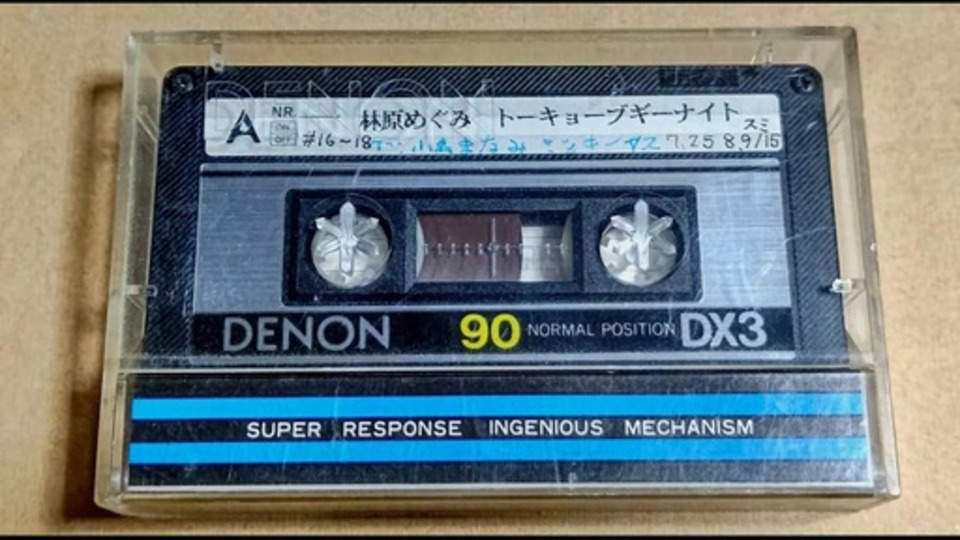 DENON
A NR ON OFF 林原めぐみ トーキョーブギーナイト スミ
#16~18 7.25 8.9/15
DENON 90 NORMAL POSITION DX3
SUPER RESPONSE INGENIOUS MECHANISM